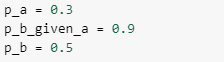 p_a = 0.3
p_b_given_a = 0.9
p_b = 0.5